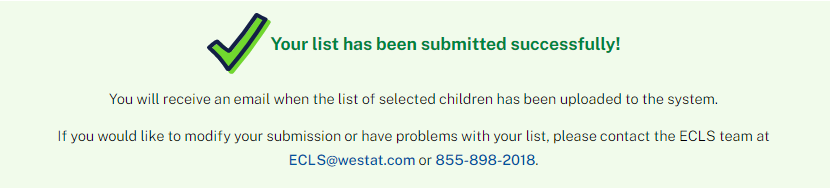 Your list has been submitted successfully!
You will receive an email when the list of selected children has been uploaded to the system.
If you would like to modify your submission or have problems with your list, please contact the ECLS team at
ECLS@westat.com or 855-898-2018.